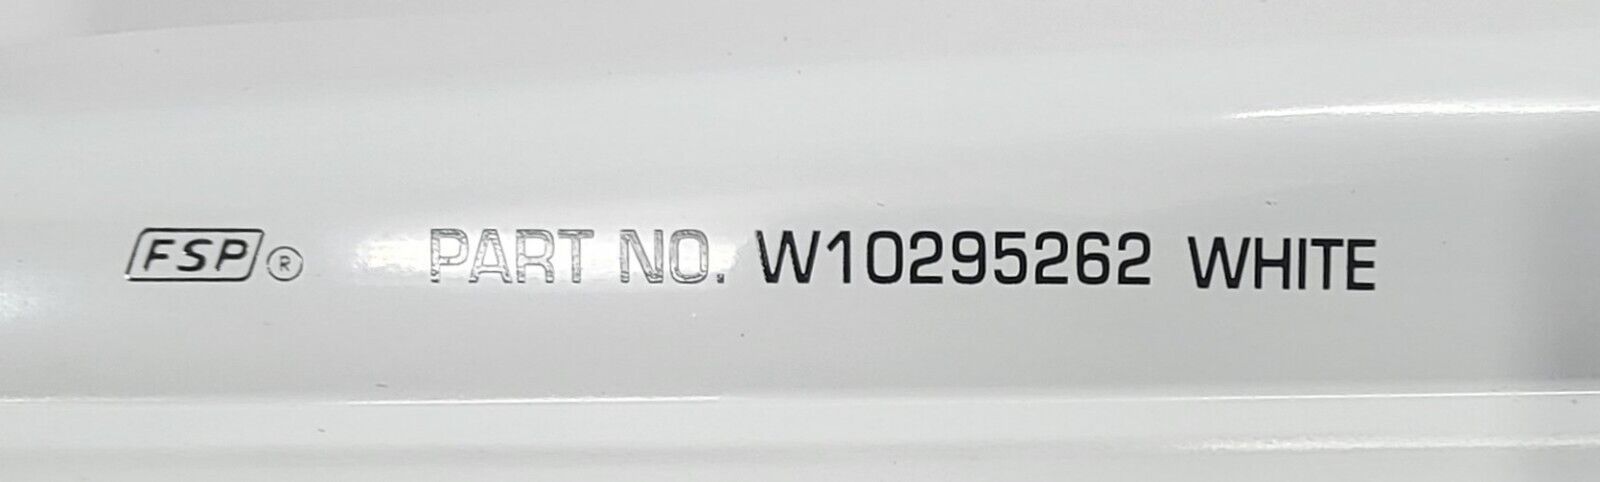 FSP® PART NO. W10295262 WHITE